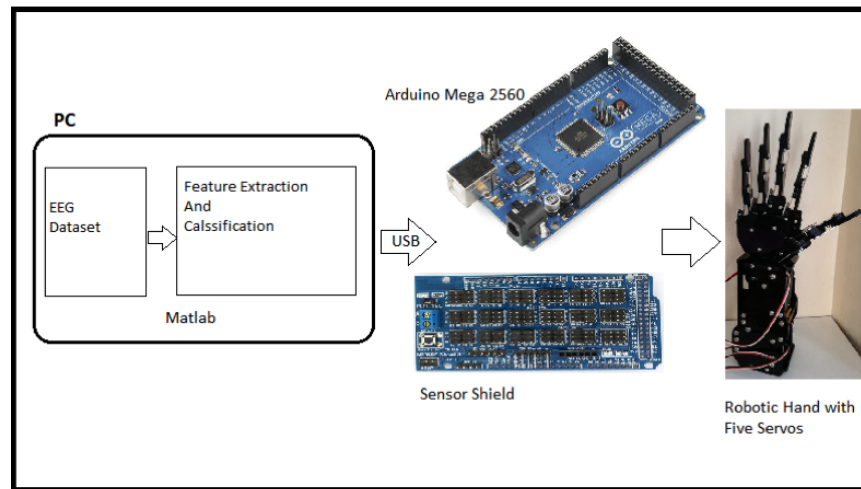 PC
EEG
Dataset
Feature Extraction
And
Calssification
Matlab
USB
Arduino Mega 2560
Sensor Shield
Robotic Hand with
Five Servos